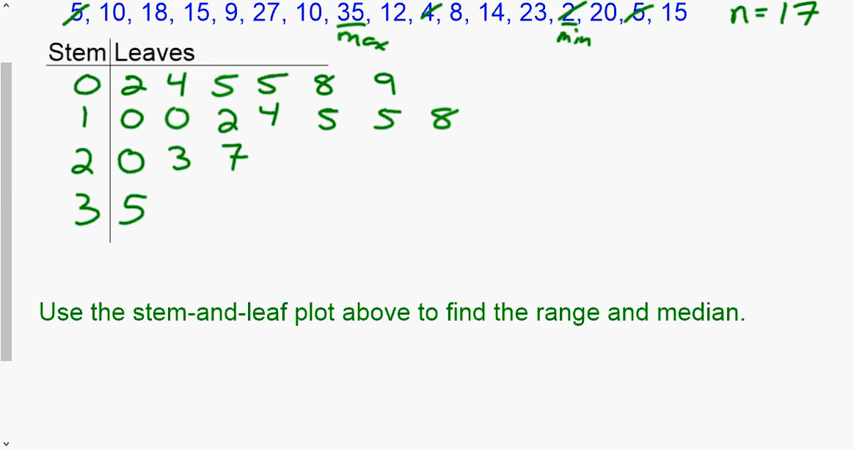 5, 10, 18, 15, 9, 27, 10, 35, 12, 4, 8, 14, 23, 2, 20, 5, 15 n = 17
max min
Stem Leaves
0 2 4 5 5 8 9
1 0 0 2 4 5 5 8
2 0 3 7
3 5
Use the stem-and-leaf plot above to find the range and median.